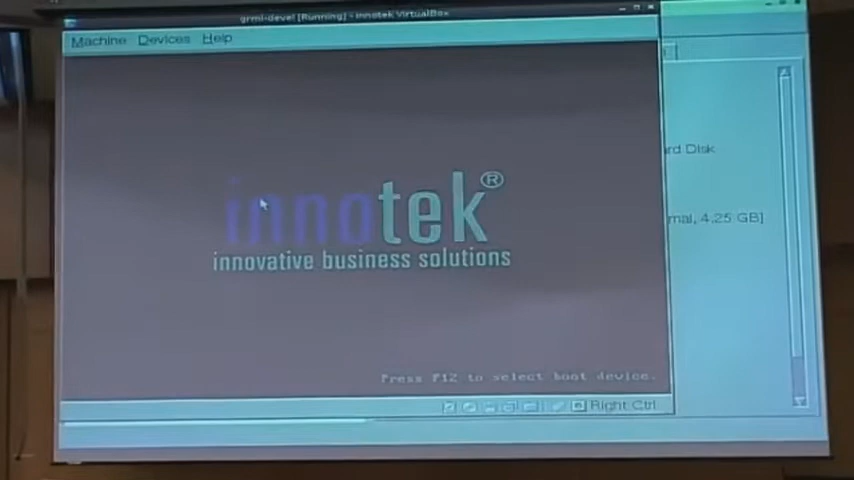 grml-devel [Running] - innotek VirtualBox
Machine Devices Help
innotek®
innovative business solutions
Press F12 to select boot device.
Right Ctrl
rd Disk
mal, 4.25 GB]